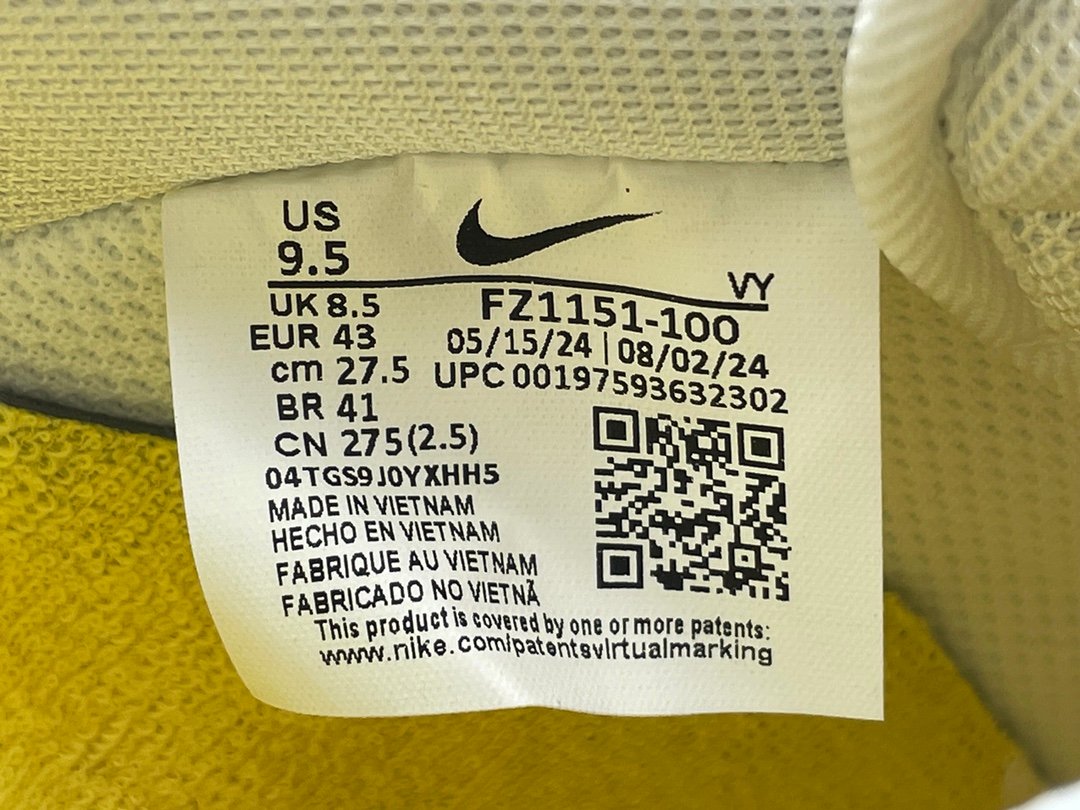 US
9.5
VY
UK 8.5
FZ1151-100
EUR 43
05/15/24 | 08/02/24
cm 27.5
UPC 00197593632302
BR 41
CN 275(2.5)
04TGS9J0YXHH5
MADE IN VIETNAM
HECHO EN VIETNAM
FABRIQUE AU VIETNAM
FABRICADO NO VIETNÃ
This product is covered by one or more patents:
www.nike.com/patentsvirtualmarking